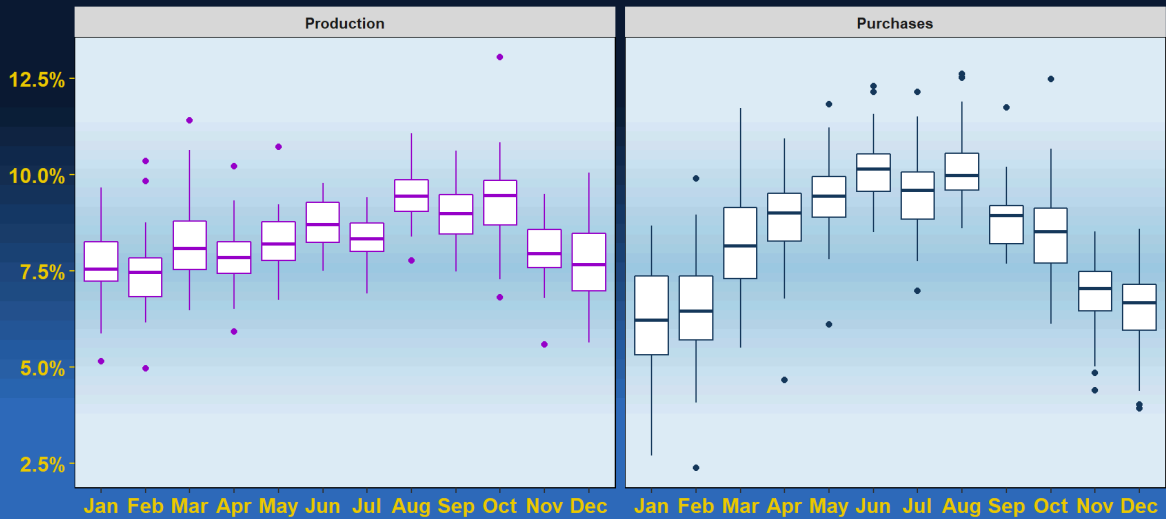 Production Purchases
12.5%
10.0%
7.5%
5.0%
2.5%
Jan Feb Mar Apr May Jun Jul Aug Sep Oct Nov Dec Jan Feb Mar Apr May Jun Jul Aug Sep Oct Nov Dec